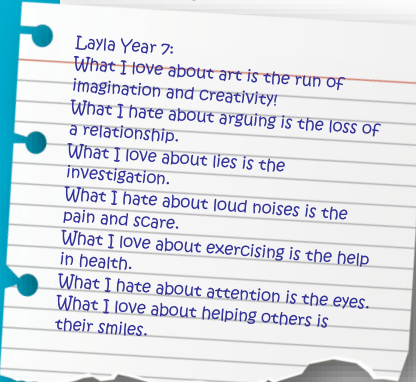 Layla Year 7:
What I love about art is the run of
imagination and creativity!
What I hate about arguing is the loss of
a relationship.
What I love about lies is the
investigation.
What I hate about loud noises is the
pain and scare.
What I love about exercising is the help
in health.
What I hate about attention is the eyes.
What I love about helping others is
their smiles.